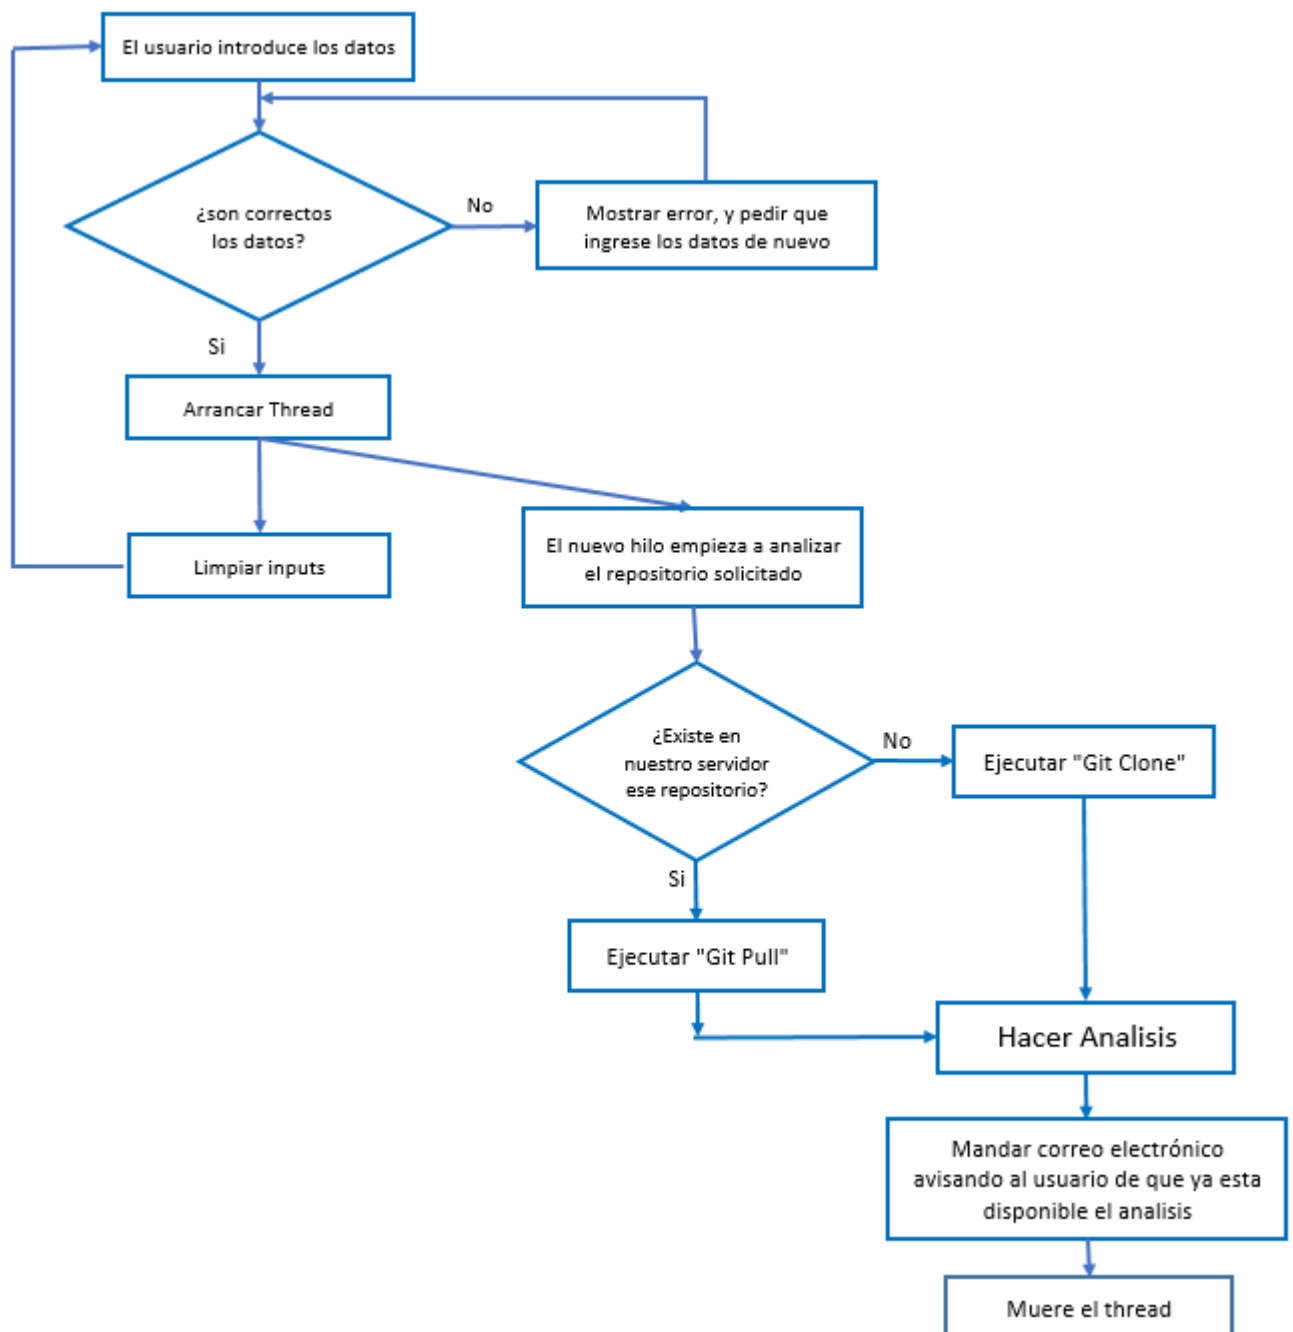 El usuario introduce los datos
¿son correctos
los datos?
No
Mostrar error, y pedir que
ingrese los datos de nuevo
Si
Arrancar Thread
Limpiar inputs
El nuevo hilo empieza a analizar
el repositorio solicitado
¿Existe en
nuestro servidor
ese repositorio?
No
Ejecutar "Git Clone"
Si
Ejecutar "Git Pull"
Hacer Analisis
Mandar correo electrónico
avisando al usuario de que ya esta
disponible el analisis
Muere el thread